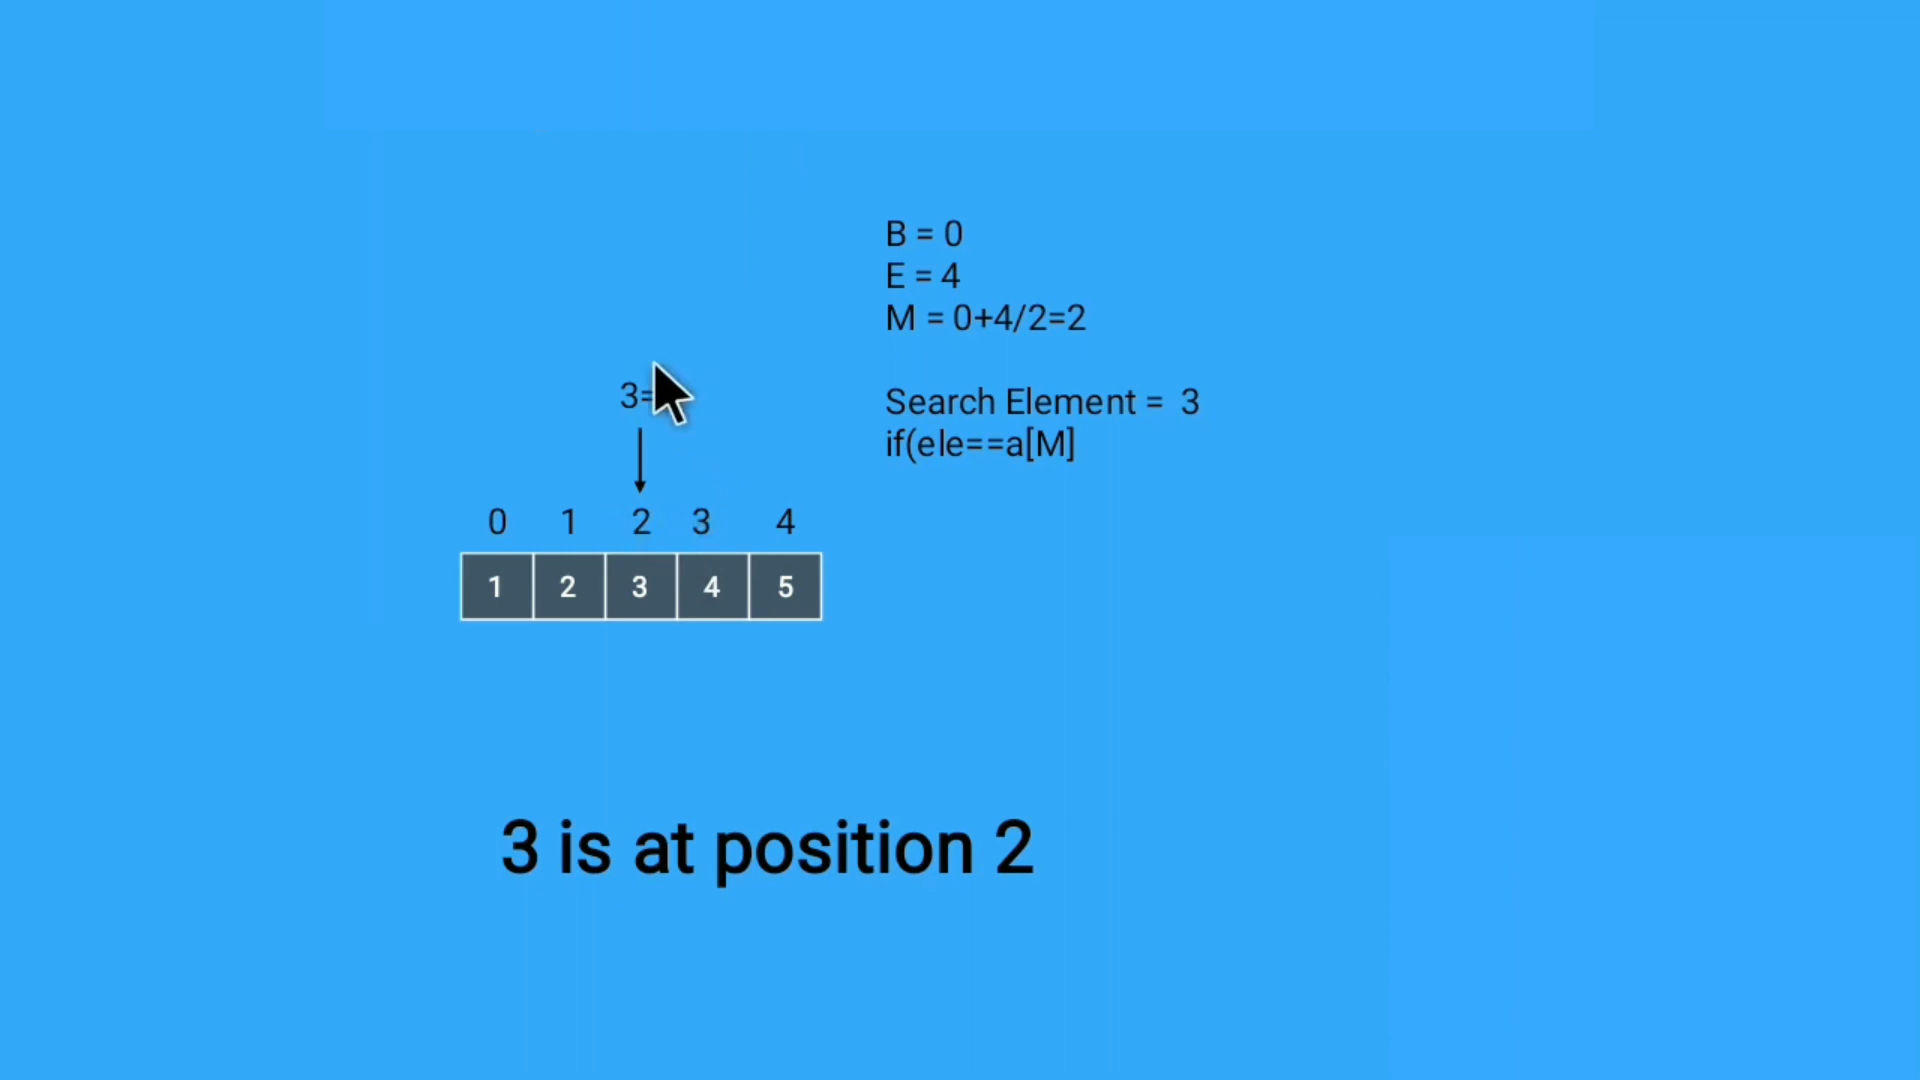 B = 0
E = 4
M = 0+4/2=2
Search Element = 3
if(ele==a[M]
3=
0 1 2 3 4
1 2 3 4 5
3 is at position 2